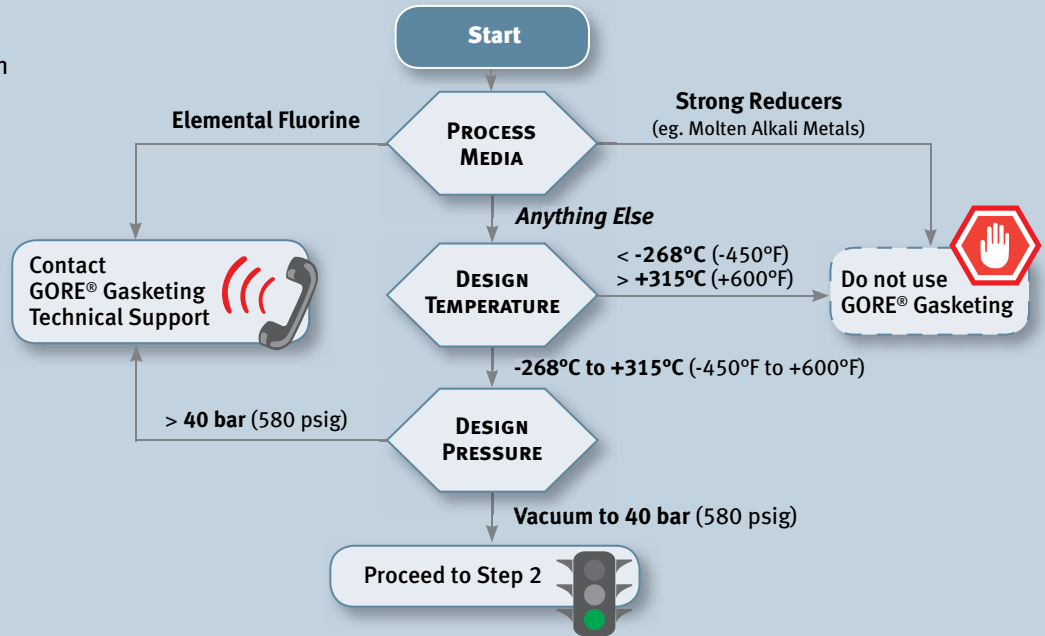 Start
Elemental Fluorine
Strong Reducers
(eg. Molten Alkali Metals)
PROCESS
MEDIA
Anything Else
Contact
GORE® Gasketing
Technical Support
DESIGN
TEMPERATURE
< -268°C (-450°F)
> +315°C (+600°F)
Do not use
GORE® Gasketing
-268°C to +315°C (-450°F to +600°F)
> 40 bar (580 psig)
DESIGN
PRESSURE
Vacuum to 40 bar (580 psig)
Proceed to Step 2